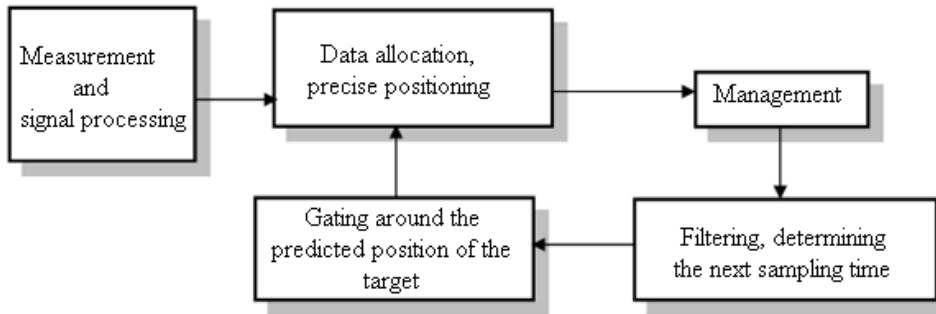 Measurement
and
signal processing
Data allocation,
precise positioning
Management
Filtering, determining
the next sampling time
Gating around the
predicted position of the
target